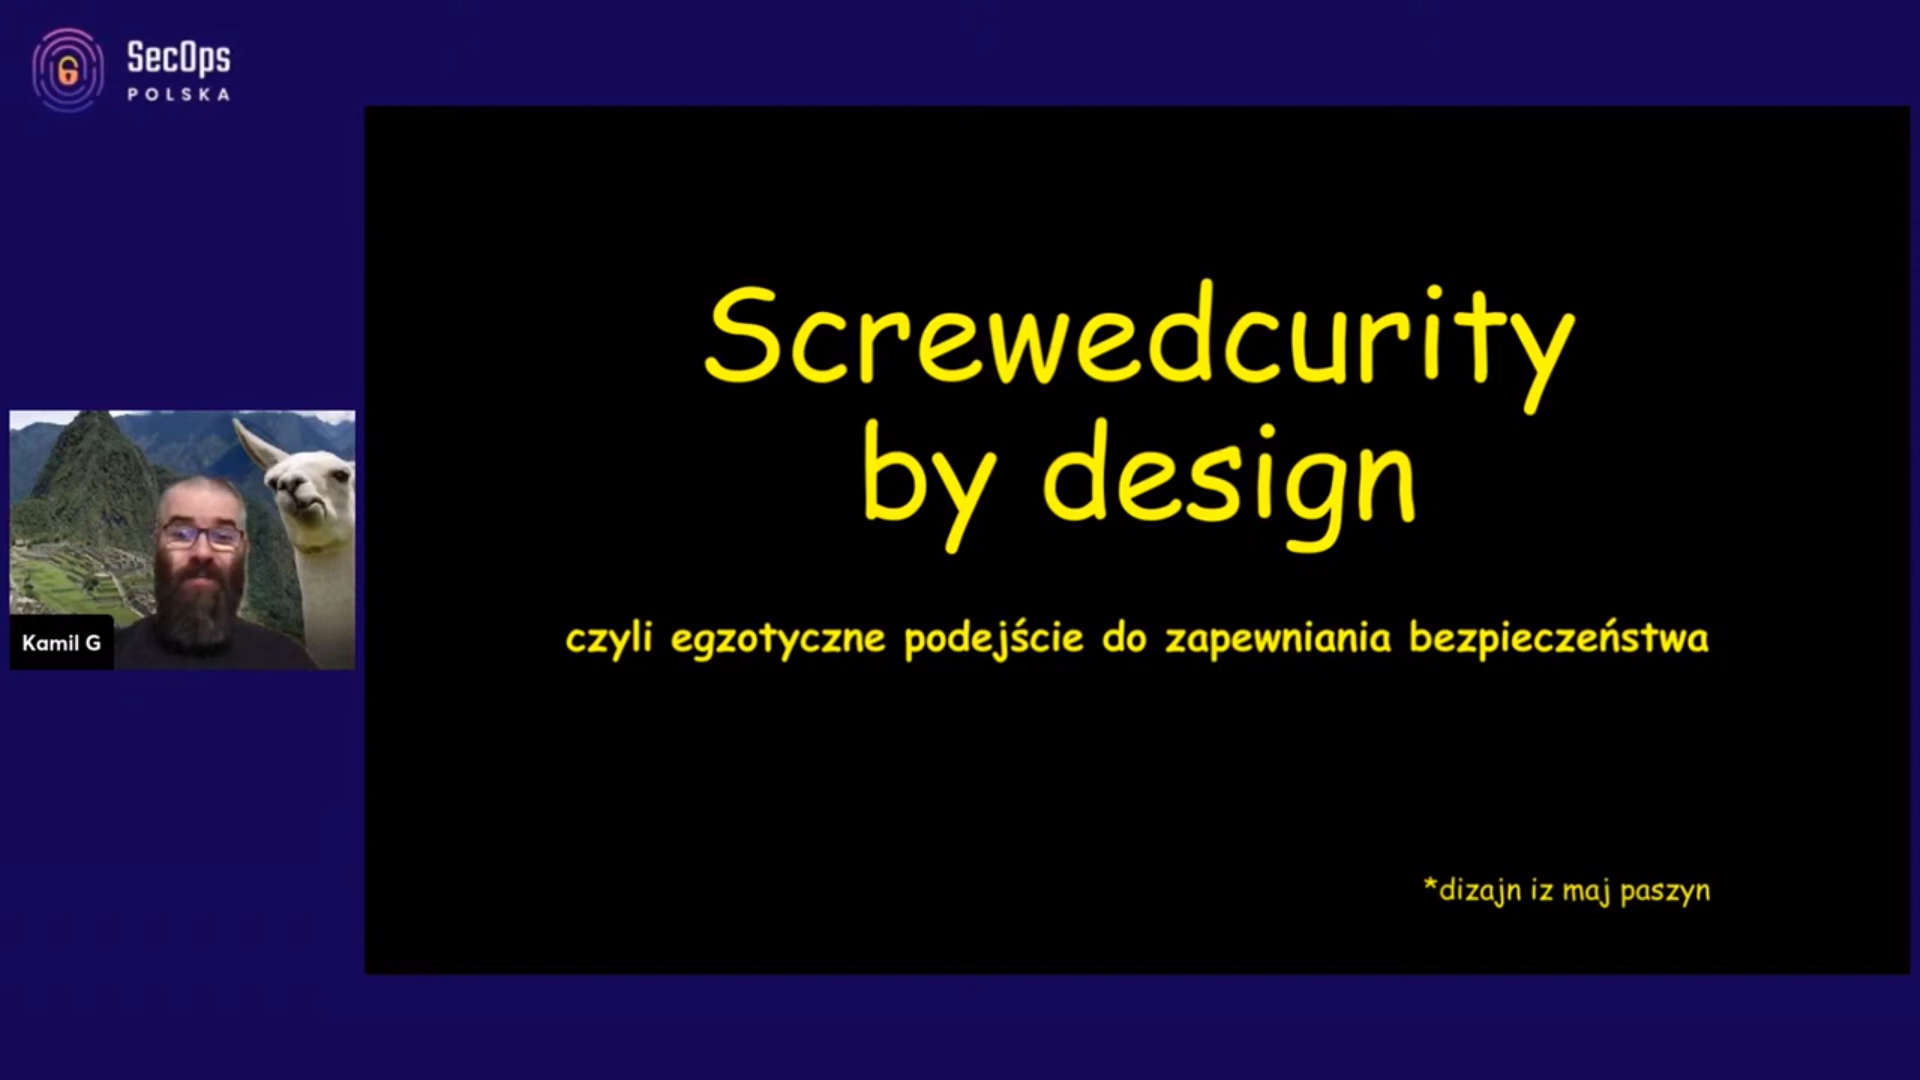 SecOps
POLSKA
Screwedcurity
by design
czyli egzotyczne podejście do zapewniania bezpieczeństwa
Kamil G
*dizajn iz maj paszyn